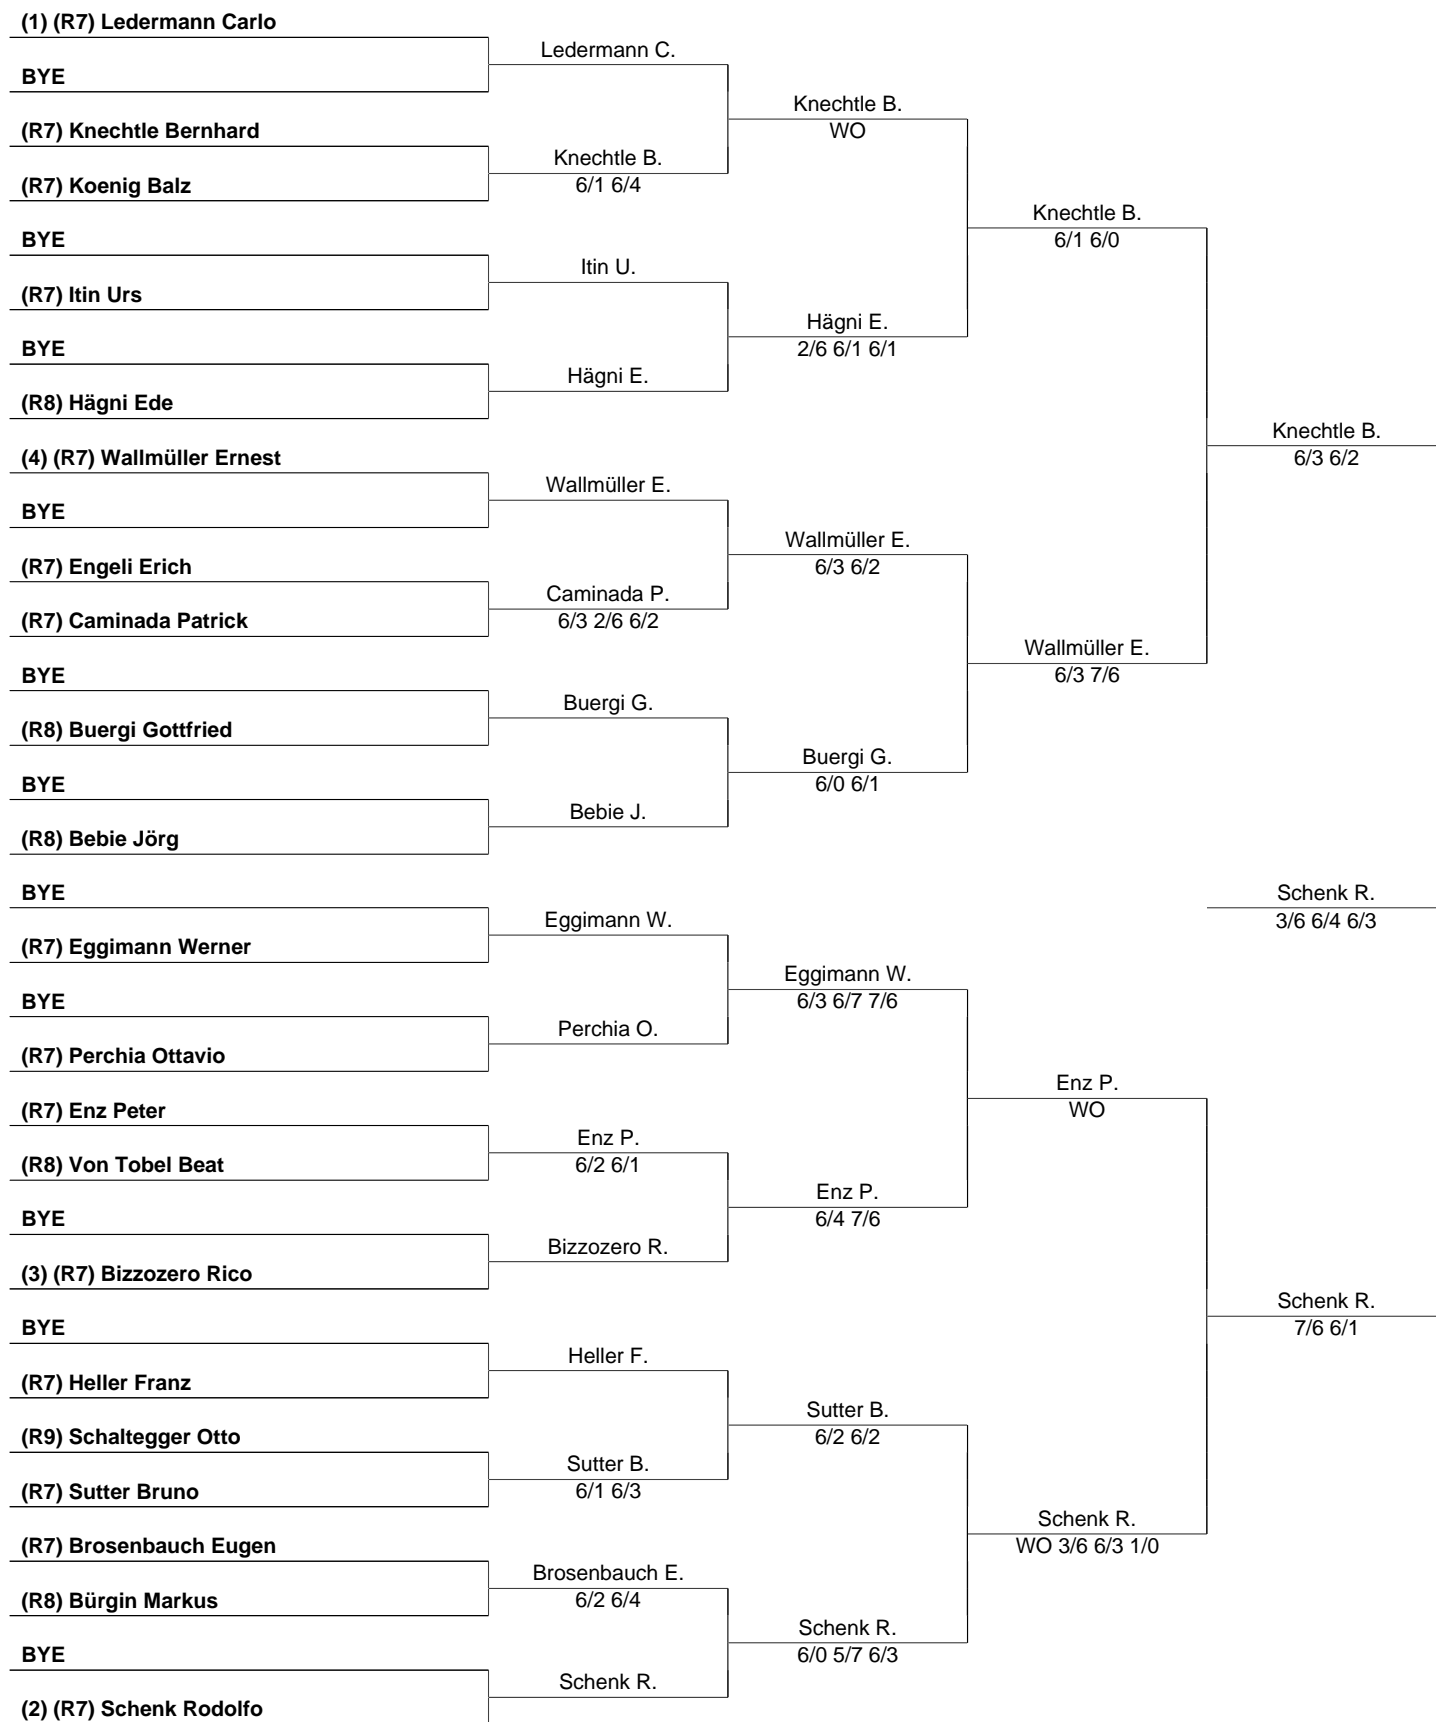 (1) (R7) Ledermann Carlo
BYE
(R7) Knechtle Bernhard
(R7) Koenig Balz
BYE
(R7) Itin Urs
BYE
(R8) Hägni Ede
(4) (R7) Wallmüller Ernest
BYE
(R7) Engeli Erich
(R7) Caminada Patrick
BYE
(R8) Buergi Gottfried
BYE
(R8) Bebie Jörg
BYE
(R7) Eggimann Werner
BYE
(R7) Perchia Ottavio
(R7) Enz Peter
(R8) Von Tobel Beat
BYE
(3) (R7) Bizzozero Rico
BYE
(R7) Heller Franz
(R9) Schaltegger Otto
(R7) Sutter Bruno
(R7) Brosenbauch Eugen
(R8) Bürgin Markus
BYE
(2) (R7) Schenk Rodolfo
Ledermann C.
Knechtle B.
6/1 6/4
Itin U.
Hägni E.
Wallmüller E.
Caminada P.
6/3 2/6 6/2
Buergi G.
Bebie J.
Eggimann W.
Perchia O.
Enz P.
6/2 6/1
Bizzozero R.
Heller F.
Sutter B.
6/1 6/3
Brosenbauch E.
6/2 6/4
Schenk R.
Knechtle B.
WO
Hägni E.
2/6 6/1 6/1
Wallmüller E.
6/3 6/2
Buergi G.
6/0 6/1
Eggimann W.
6/3 6/7 7/6
Enz P.
6/4 7/6
Sutter B.
6/2 6/2
Schenk R.
6/0 5/7 6/3
Knechtle B.
6/1 6/0
Wallmüller E.
6/3 7/6
Enz P.
WO
Schenk R.
WO 3/6 6/3 1/0
Knechtle B.
6/3 6/2
Schenk R.
3/6 6/4 6/3
Schenk R.
7/6 6/1